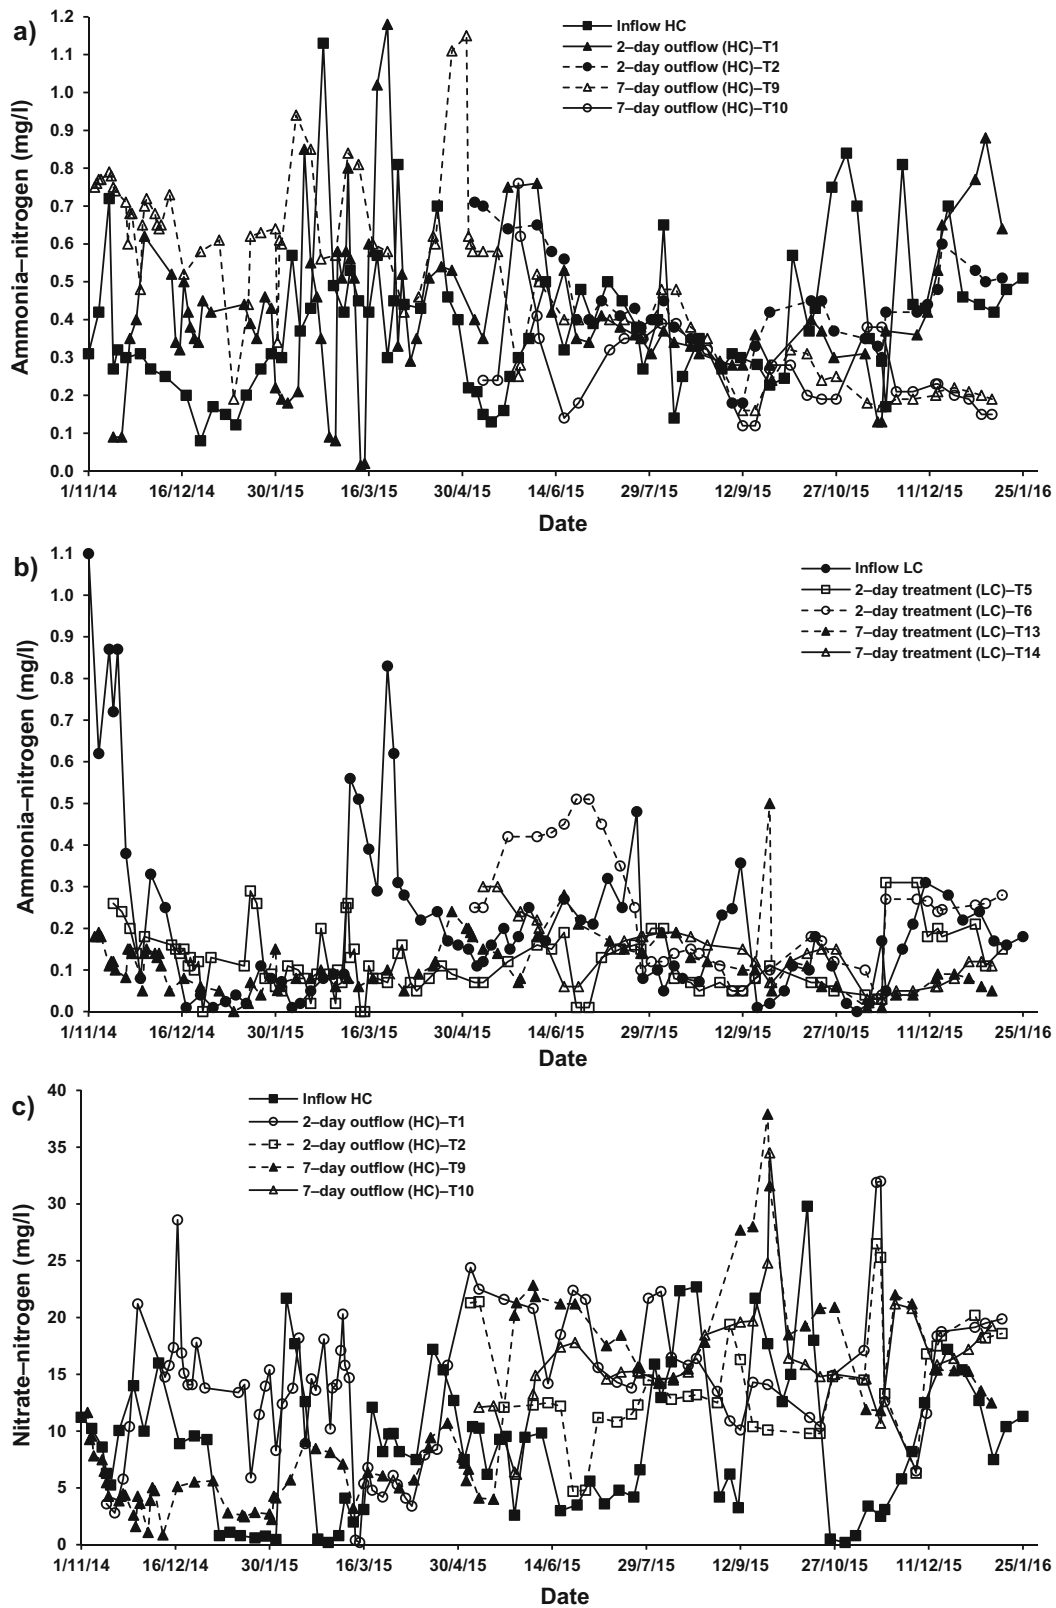 a)
Ammonia–nitrogen (mg/l)
1.2
1.1
1.0
0.9
0.8
0.7
0.6
0.5
0.4
0.3
0.2
0.1
0.0
Inflow HC
2–day outflow (HC)–T1
2–day outflow (HC)–T2
7–day outflow (HC)–T9
7–day outflow (HC)–T10
1/11/14 16/12/14 30/1/15 16/3/15 30/4/15 14/6/15 29/7/15 12/9/15 27/10/15 11/12/15 25/1/16
Date
b)
Ammonia–nitrogen (mg/l)
1.1
1.0
0.9
0.8
0.7
0.6
0.5
0.4
0.3
0.2
0.1
0.0
Inflow LC
2–day treatment (LC)–T5
2–day treatment (LC)–T6
7–day treatment (LC)–T13
7–day treatment (LC)–T14
1/11/14 16/12/14 30/1/15 16/3/15 30/4/15 14/6/15 29/7/15 12/9/15 27/10/15 11/12/15 25/1/16
Date
c)
Nitrate–nitrogen (mg/l)
40
35
30
25
20
15
10
5
0
Inflow HC
2–day outflow (HC)–T1
2–day outflow (HC)–T2
7–day outflow (HC)–T9
7–day outflow (HC)–T10
1/11/14 16/12/14 30/1/15 16/3/15 30/4/15 14/6/15 29/7/15 12/9/15 27/10/15 11/12/15 25/1/16
Date